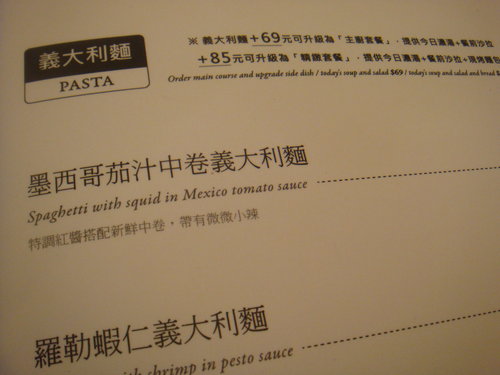 義大利麵
PASTA
※ 義大利麵+69元可升級為「主廚套餐」，提供今日濃湯+餐前沙拉
+85元可升級為「精緻套餐」，提供今日濃湯+餐前沙拉+現烤麵包
Order main course and upgrade side dish / today's soup and salad $69 / today's soup and salad and bread
墨西哥茄汁中卷義大利麵
Spaghetti with squid in Mexico tomato sauce
特調紅醬搭配新鮮中卷，帶有微微小辣
羅勒蝦仁義大利麵
with shrimp in pesto sauce